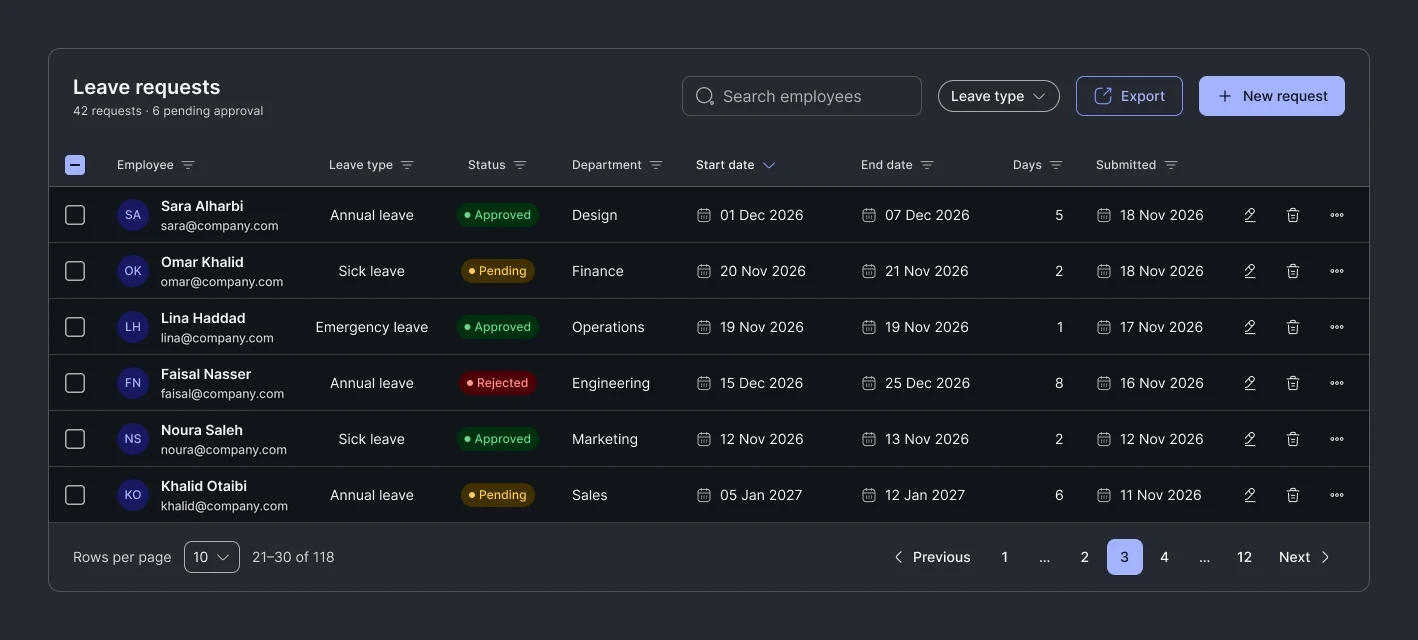 Leave requests
42 requests · 6 pending approval
Search employees
Leave type
Export
New request
Employee Leave type Status Department Start date End date Days Submitted
SA Sara Alharbi Annual leave Approved Design 01 Dec 2026 07 Dec 2026 5 18 Nov 2026
sara@company.com
OK Omar Khalid Sick leave Pending Finance 20 Nov 2026 21 Nov 2026 2 18 Nov 2026
omar@company.com
LH Lina Haddad Emergency leave Approved Operations 19 Nov 2026 19 Nov 2026 1 17 Nov 2026
lina@company.com
FN Faisal Nasser Annual leave Rejected Engineering 15 Dec 2026 25 Dec 2026 8 16 Nov 2026
faisal@company.com
NS Noura Saleh Sick leave Approved Marketing 12 Nov 2026 13 Nov 2026 2 12 Nov 2026
noura@company.com
KO Khalid Otaibi Annual leave Pending Sales 05 Jan 2027 12 Jan 2027 6 11 Nov 2026
khalid@company.com
Rows per page 10 21–30 of 118 Previous 1 ... 2 3 4 ... 12 Next